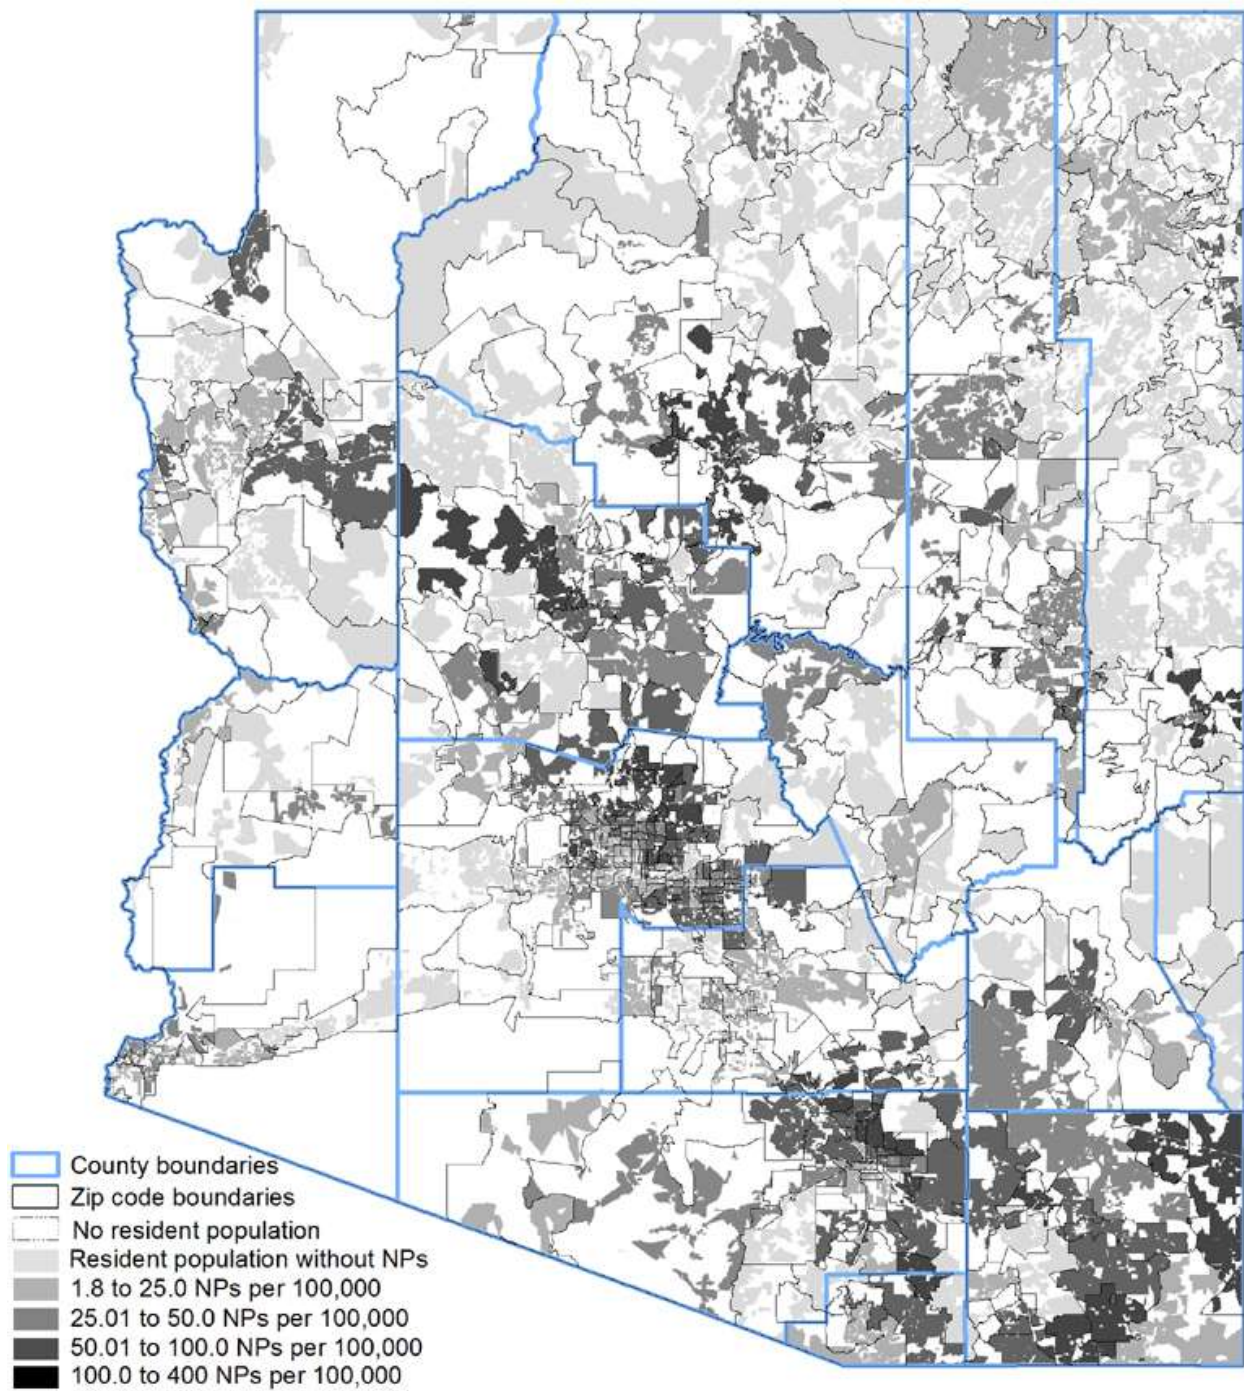 County boundaries
Zip code boundaries
No resident population
Resident population without NPs
1.8 to 25.0 NPs per 100,000
25.01 to 50.0 NPs per 100,000
50.01 to 100.0 NPs per 100,000
100.0 to 400 NPs per 100,000